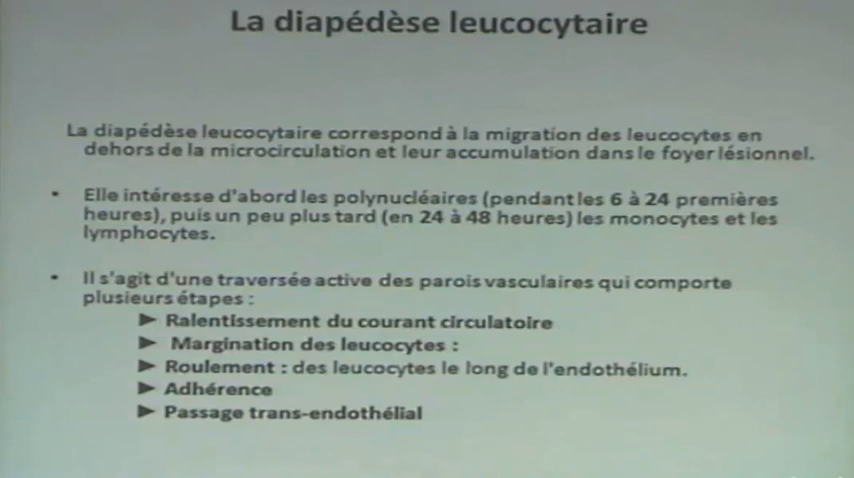 La diapédèse leucocytaire
La diapédèse leucocytaire correspond à la migration des leucocytes en
dehors de la microcirculation et leur accumulation dans le foyer lésionnel.
• Elle intéresse d'abord les polynucléaires (pendant les 6 à 24 premières
heures), puis un peu plus tard (en 24 à 48 heures) les monocytes et les
lymphocytes.
• Il s'agit d'une traversée active des parois vasculaires qui comporte
plusieurs étapes :
► Ralentissement du courant circulatoire
► Margination des leucocytes :
► Roulement : des leucocytes le long de l'endothélium.
► Adhérence
► Passage trans-endothélial